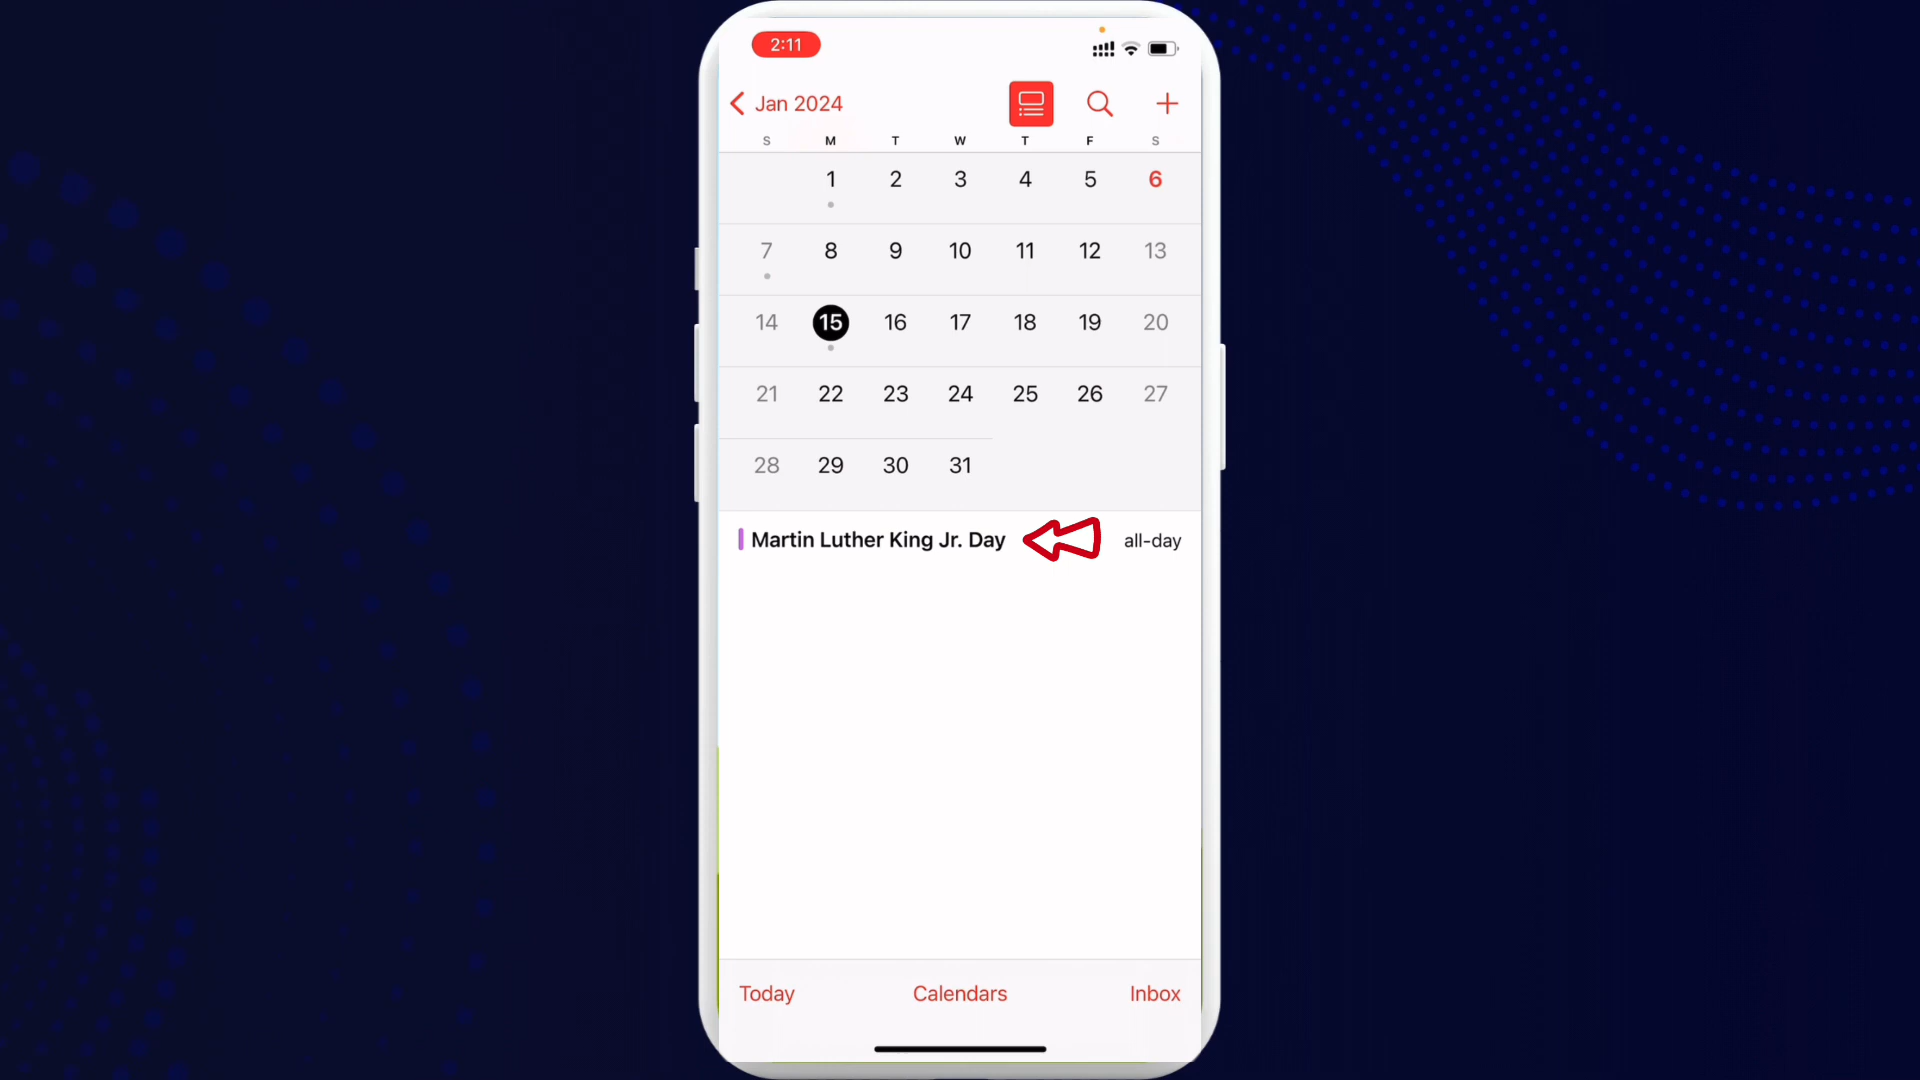 2:11
Jan 2024
S M T W T F S
1 2 3 4 5 6
7 8 9 10 11 12 13
14 15 16 17 18 19 20
21 22 23 24 25 26 27
28 29 30 31
Martin Luther King Jr. Day all-day
Today Calendars Inbox